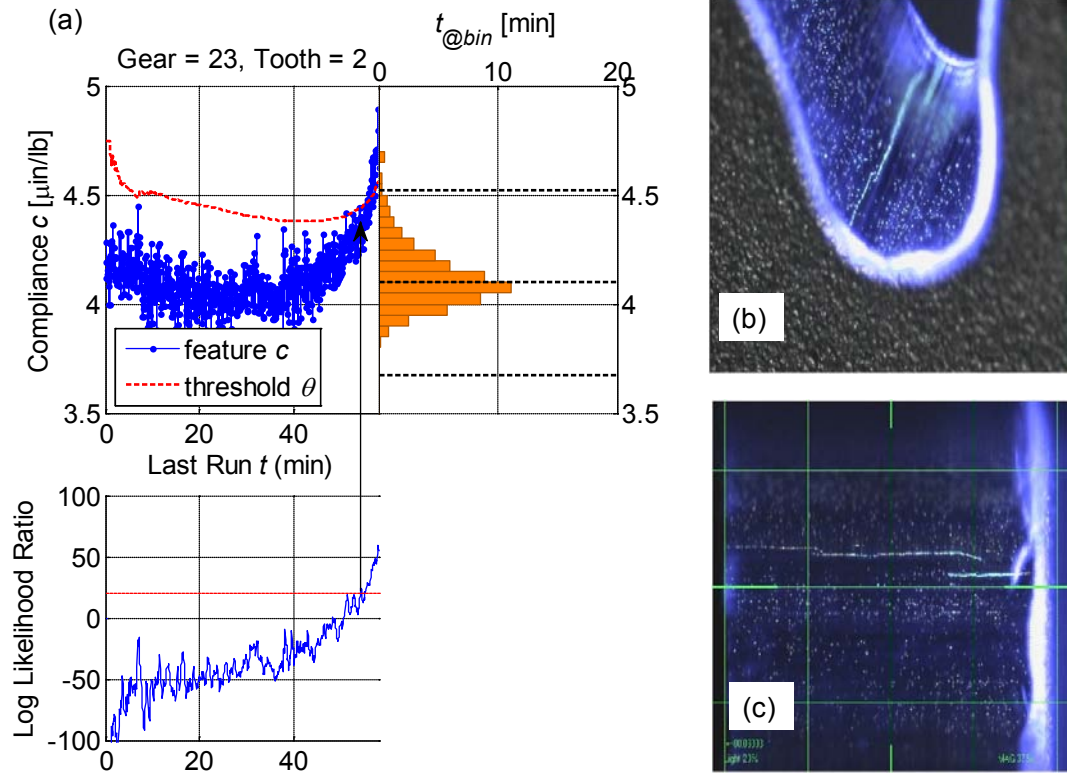 (a)
t@bin [min]
Gear = 23, Tooth = 2
0 10 20
5 5
4.5 4.5
4 4
3.5 3.5
Compliance c [µin/lb]
feature c
threshold θ
0 20 40
Last Run t (min)
100
50
0
-50
-100
Log Likelihood Ratio
0 20 40
(b)
(c)
Light 23%